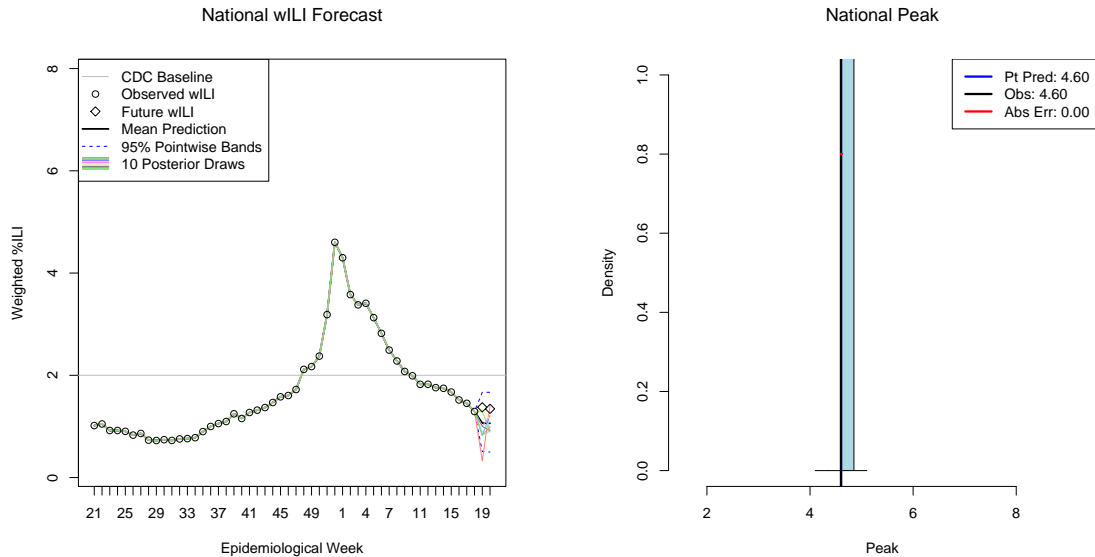 National wILI Forecast
CDC Baseline
Observed wILI
Future wILI
Mean Prediction
95% Pointwise Bands
10 Posterior Draws
Weighted %ILI
0 2 4 6 8
21 25 29 33 37 41 45 49 1 4 7 11 15 19
Epidemiological Week
National Peak
Pt Pred: 4.60
Obs: 4.60
Abs Err: 0.00
Density
0.0 0.2 0.4 0.6 0.8 1.0
2 4 6 8
Peak